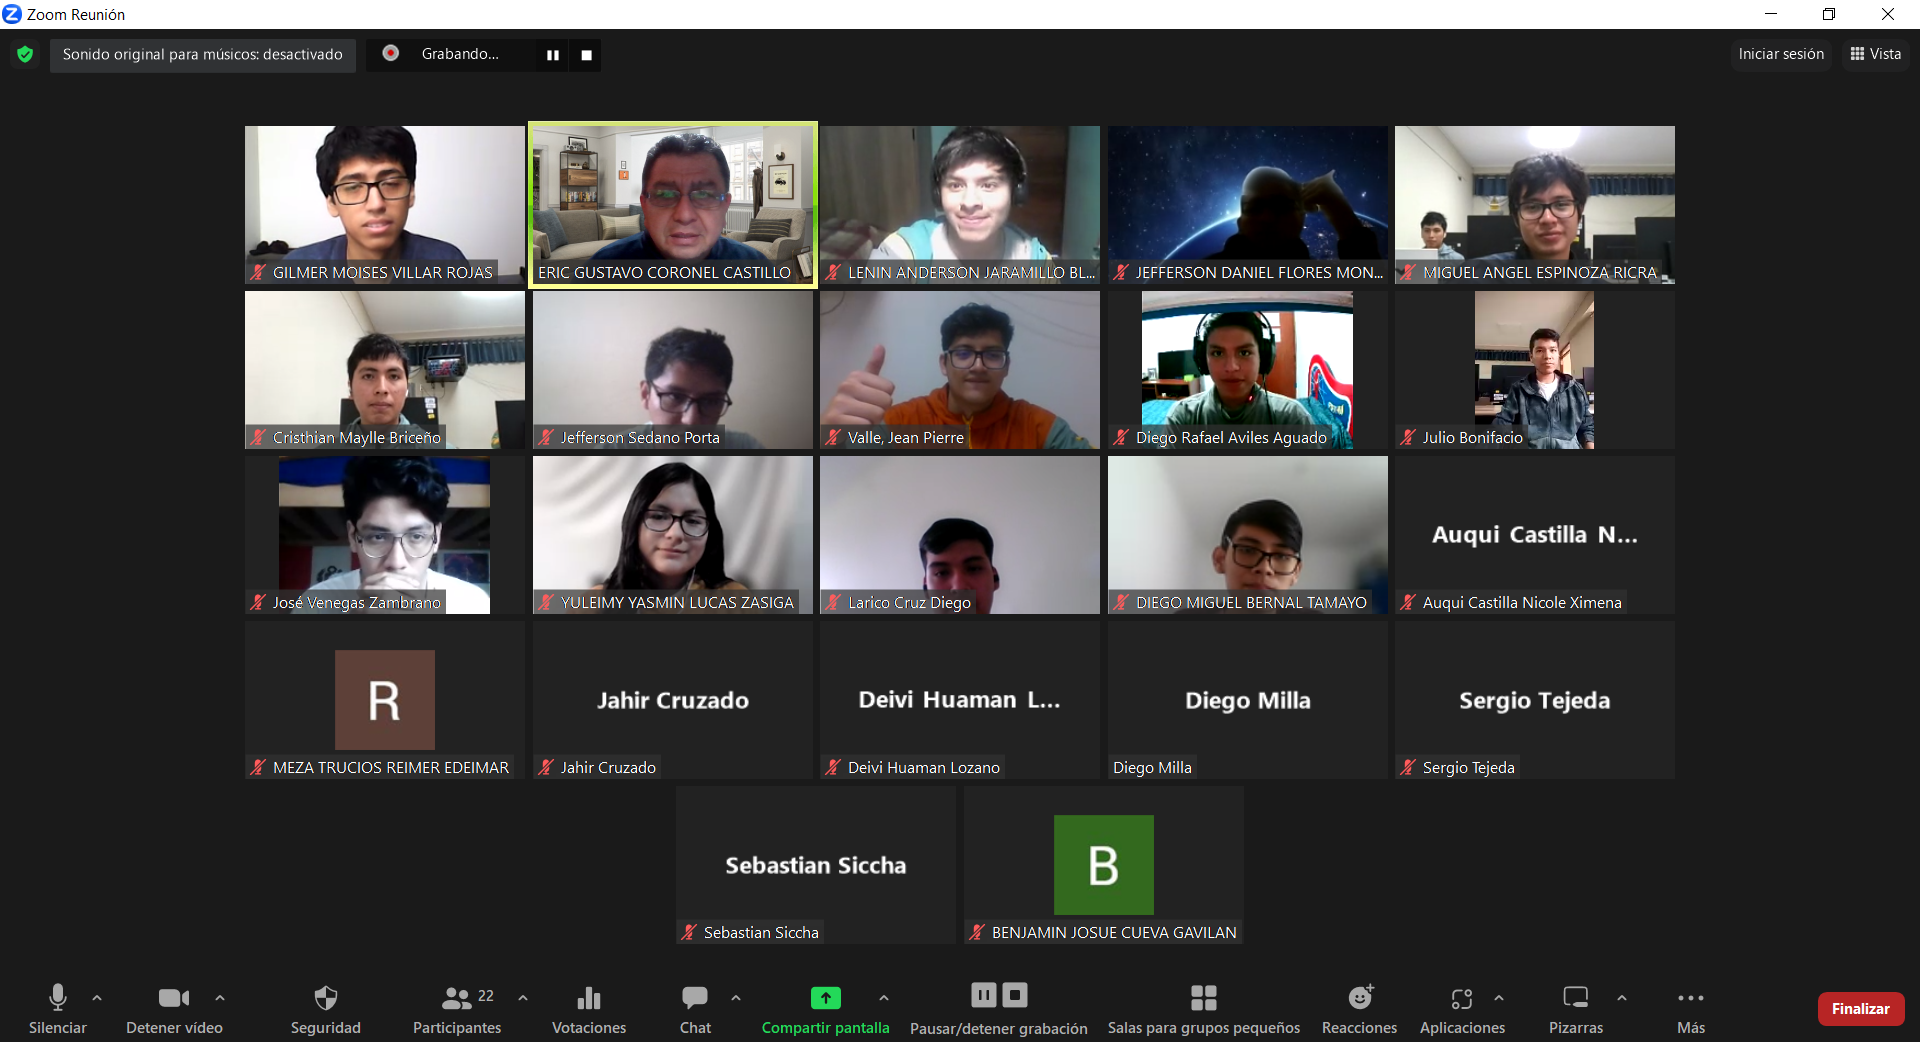 Zoom Reunión
Sonido original para músicos: desactivado
Grabando...
Iniciar sesión
Vista
GILMER MOISES VILLAR ROJAS
ERIC GUSTAVO CORONEL CASTILLO
LENIN ANDERSON JARAMILLO BL...
JEFFERSON DANIEL FLORES MON...
MIGUEL ANGEL ESPINOZA RICRA
Cristhian Maylle Briceño
Jefferson Sedano Porta
Valle, Jean Pierre
Diego Rafael Aviles Aguado
Julio Bonifacio
José Venegas Zambrano
YULEIMY YASMIN LUCAS ZASIGA
Larico Cruz Diego
DIEGO MIGUEL BERNAL TAMAYO
Auqui Castilla N...
Auqui Castilla Nicole Ximena
R
MEZA TRUCIOS REIMER EDEIMAR
Jahir Cruzado
Jahir Cruzado
Deivi Huaman L...
Deivi Huaman Lozano
Diego Milla
Diego Milla
Sergio Tejeda
Sergio Tejeda
Sebastian Siccha
Sebastian Siccha
B
BENJAMIN JOSUE CUEVA GAVILAN
Silenciar
Detener vídeo
Seguridad
22
Participantes
Votaciones
Chat
Compartir pantalla
Pausar/detener grabación
Salas para grupos pequeños
Reacciones
Aplicaciones
Pizarras
Más
Finalizar